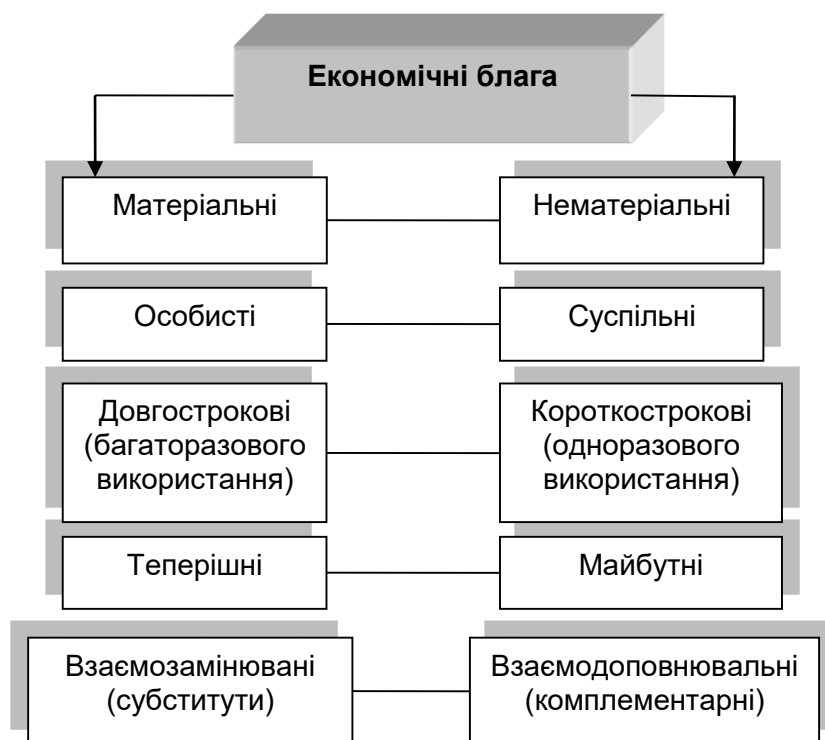 Економічні блага
Матеріальні
Нематеріальні
Особисті
Суспільні
Довгострокові
(багаторазового
використання)
Короткострокові
(одноразового
використання)
Теперішні
Майбутні
Взаємозамінювані
(субститути)
Взаємодоповнювальні
(комплементарні)